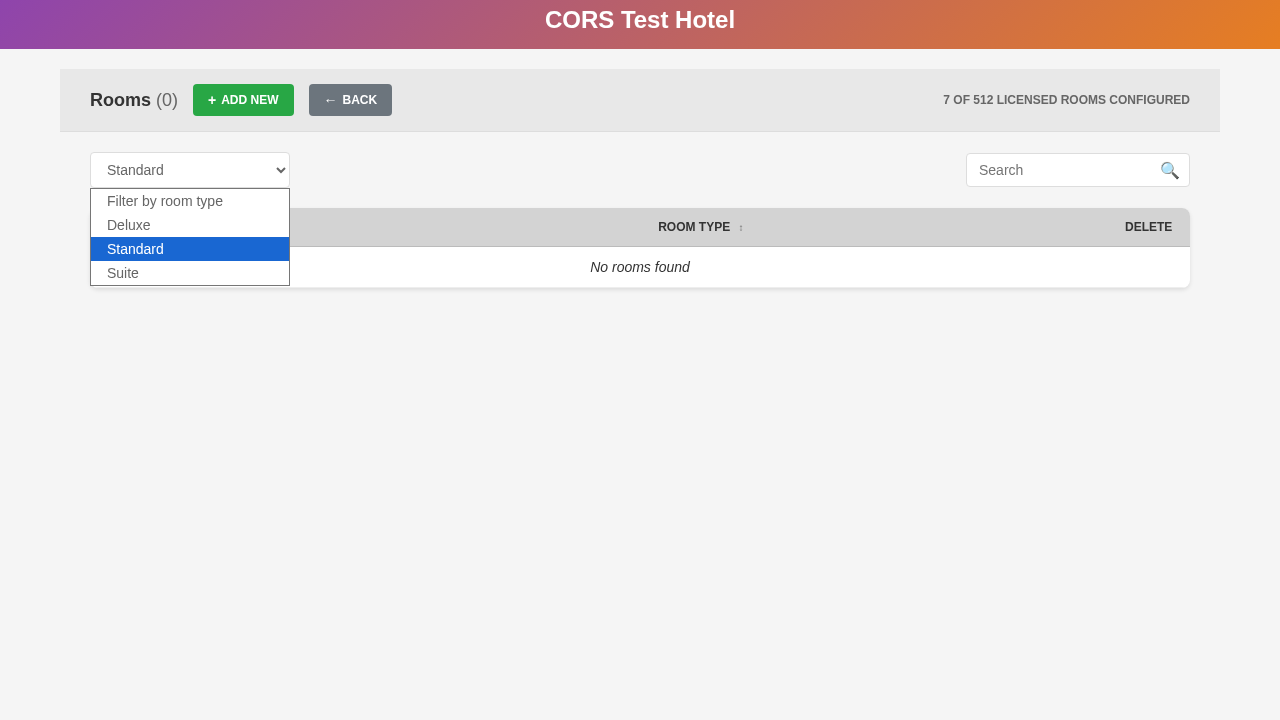 CORS Test Hotel
Rooms (0)
+ ADD NEW
← BACK
7 OF 512 LICENSED ROOMS CONFIGURED
Standard
Search
Filter by room type
Deluxe
Standard
Suite
ROOM TYPE
DELETE
No rooms found